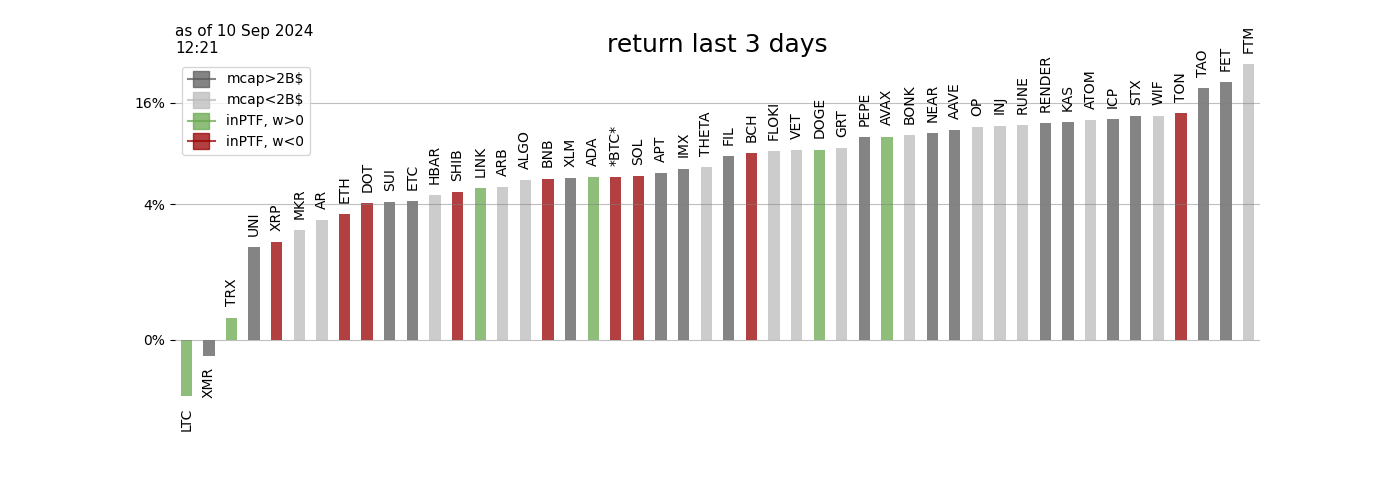 as of 10 Sep 2024
12:21
return last 3 days
mcap>2B$
mcap<2B$
inPTF, w>0
inPTF, w<0
16%
4%
0%
LTC
XMR
TRX
UNI
XRP
MKR
AR
ETH
DOT
SUI
ETC
HBAR
SHIB
LINK
ARB
ALGO
BNB
XLM
ADA
*BTC*
SOL
APT
IMX
THETA
FIL
BCH
FLOKI
VET
DOGE
GRT
PEPE
AVAX
BONK
NEAR
AAVE
OP
INJ
RUNE
RENDER
KAS
ATOM
ICP
STX
WIF
TON
TAO
FET
FTM